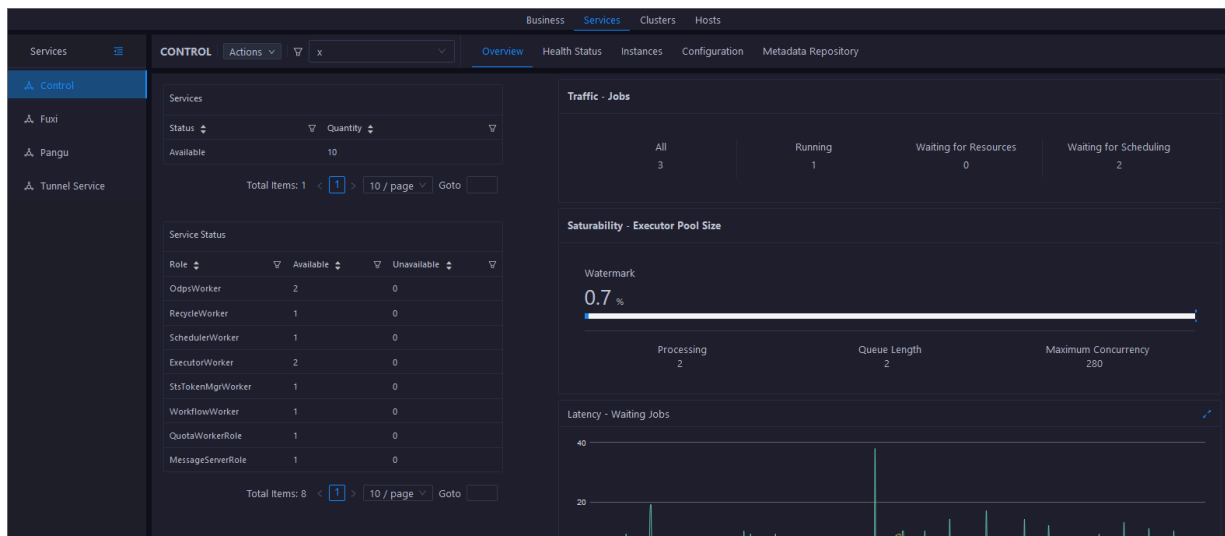 Business Services Clusters Hosts
Services
CONTROL Actions x
Overview Health Status Instances Configuration Metadata Repository
Control
Fuxi
Pangu
Tunnel Service
Services
Status Quantity
Available 10
Total Items: 1 < 1 > 10 / page Goto
Service Status
Role Available Unavailable
OdpsWorker 2 0
RecycleWorker 1 0
SchedulerWorker 1 0
ExecutorWorker 2 0
StsTokenMgrWorker 1 0
WorkflowWorker 1 0
QuotaWorkerRole 1 0
MessageServerRole 1 0
Total Items: 8 < 1 > 10 / page Goto
Traffic - Jobs
All Running Waiting for Resources Waiting for Scheduling
3 1 0 2
Saturability - Executor Pool Size
Watermark
0.7 %
Processing Queue Length Maximum Concurrency
2 2 280
Latency - Waiting Jobs
40
20